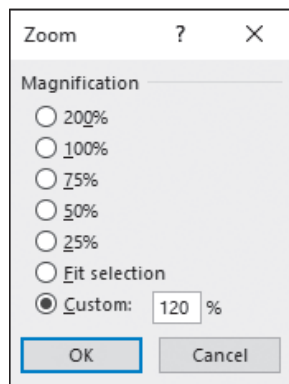 Zoom ? ×
Magnification
200%
100%
75%
50%
25%
Fit selection
Custom: 120 %
OK Cancel